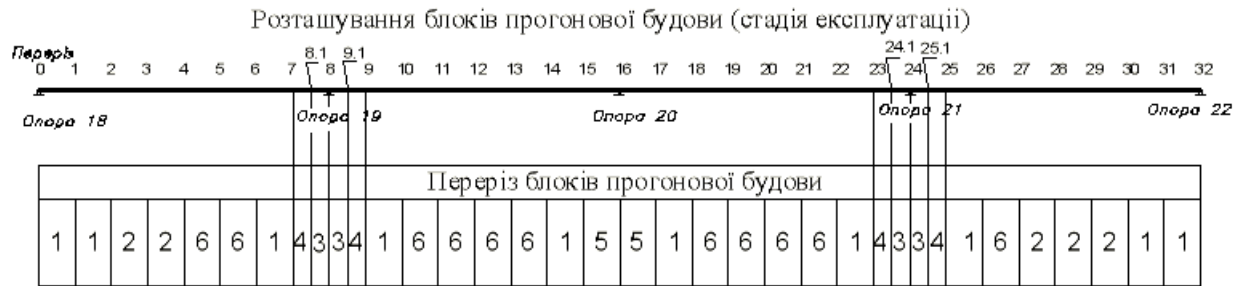 Розташування блоків прогонової будови (стадія експлуатаціі)
Переріз
8.1 9.1 24.1 25.1
0 1 2 3 4 5 6 7 8 9 10 11 12 13 14 15 16 17 18 19 20 21 22 23 24 25 26 27 28 29 30 31 32
Опора 18 Опора 19 Опора 20 Опора 21 Опора 22
Переріз блоків прогонової будови
1 1 2 2 6 6 1 4 3 3 4 1 6 6 6 6 1 5 5 1 6 6 6 6 1 4 3 3 4 1 6 2 2 2 1 1